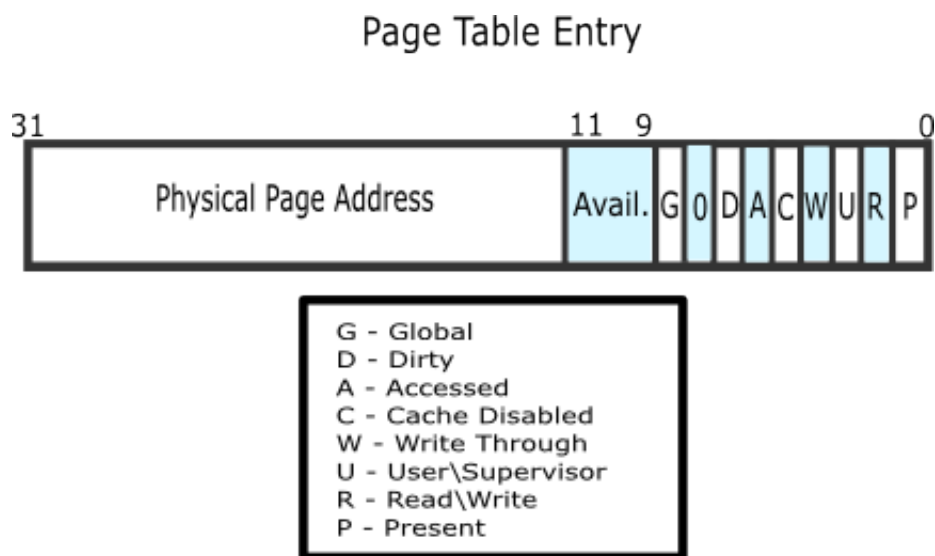 Page Table Entry
31 11 9 0
Physical Page Address Avail. G 0 D A C W U R P
G - Global
D - Dirty
A - Accessed
C - Cache Disabled
W - Write Through
U - User\Supervisor
R - Read\Write
P - Present